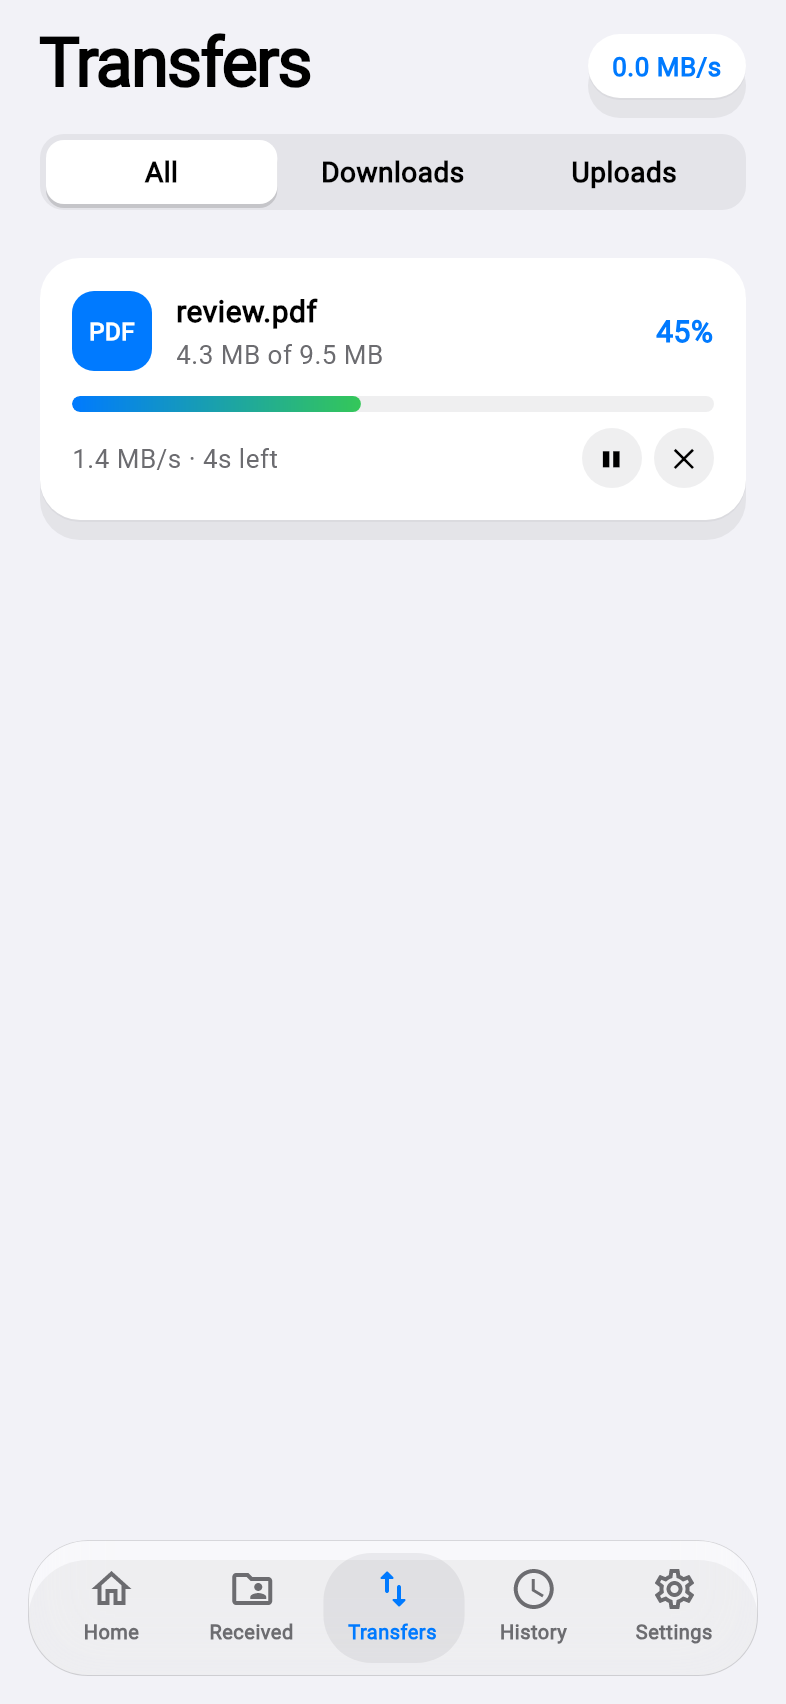 Transfers
0.0 MB/s
All
Downloads
Uploads
PDF
review.pdf
4.3 MB of 9.5 MB
45%
1.4 MB/s · 4s left
Home
Received
Transfers
History
Settings